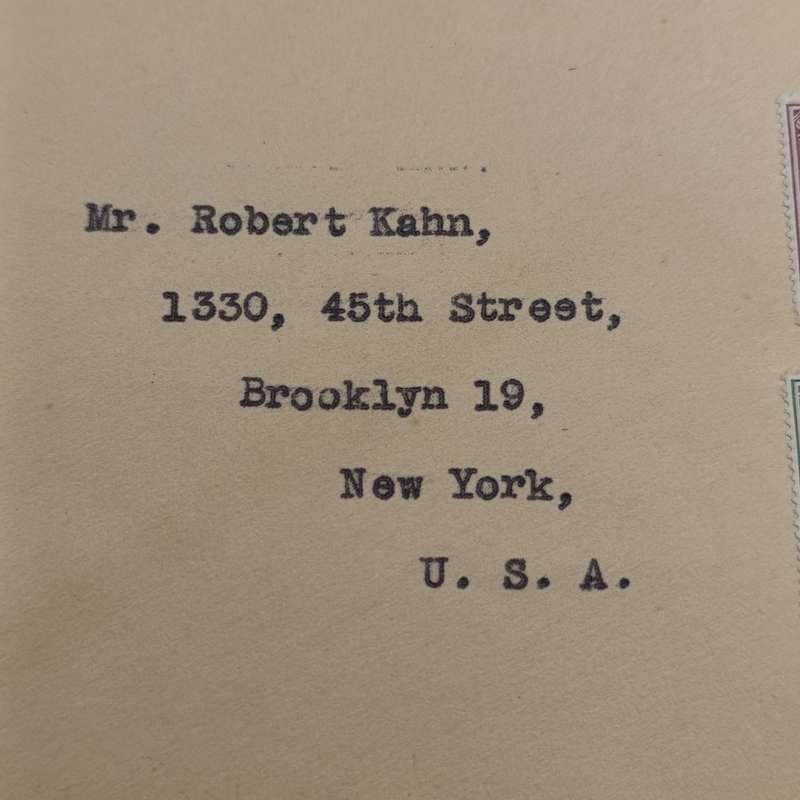 Mr. Robert Kahn,
1330, 45th Street,
Brooklyn 19,
New York,
U. S. A.